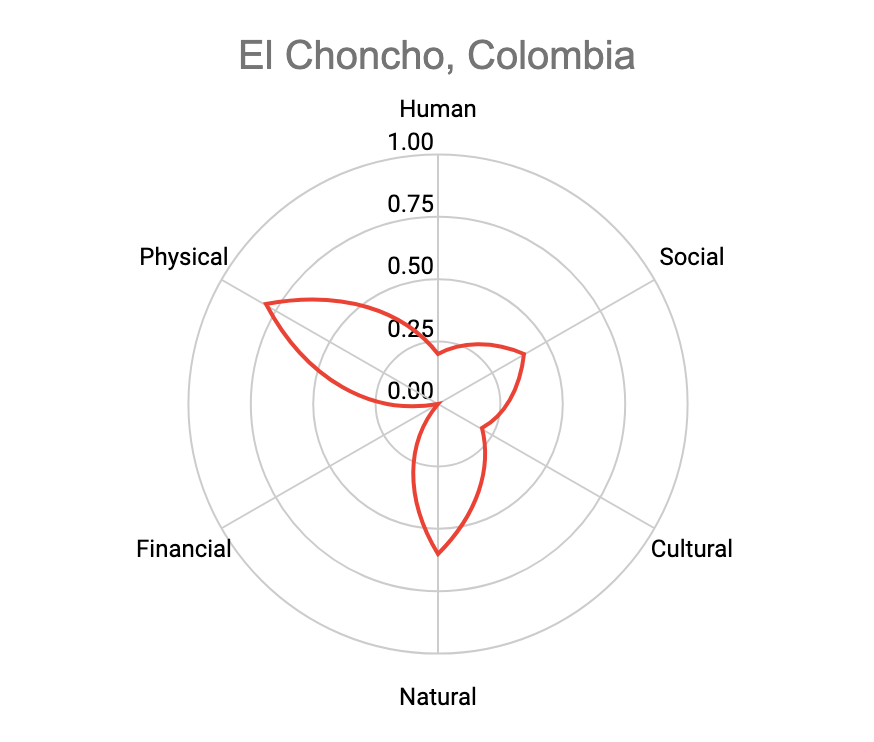 El Choncho, Colombia
Human
1.00
0.75
Physical
Social
0.50
0.25
0.00
Financial
Cultural
Natural